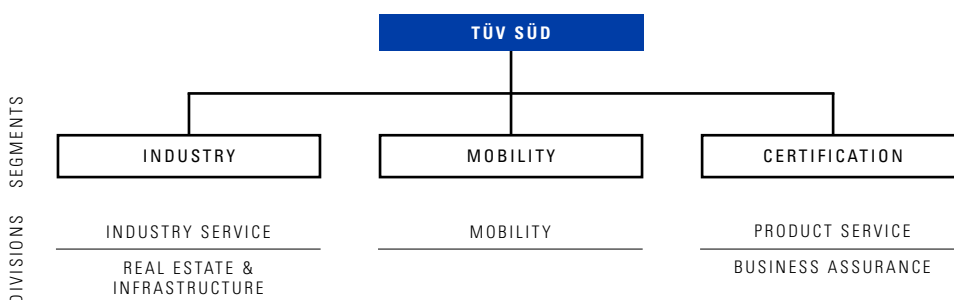 TÜV SÜD
SEGMENTS
INDUSTRY
MOBILITY
CERTIFICATION
DIVISIONS
INDUSTRY SERVICE
MOBILITY
PRODUCT SERVICE
REAL ESTATE &
INFRASTRUCTURE
BUSINESS ASSURANCE